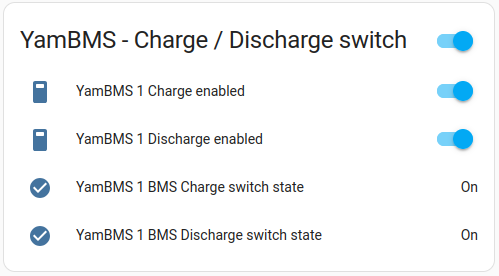 YamBMS - Charge / Discharge switch
YamBMS 1 Charge enabled
YamBMS 1 Discharge enabled
YamBMS 1 BMS Charge switch state On
YamBMS 1 BMS Discharge switch state On